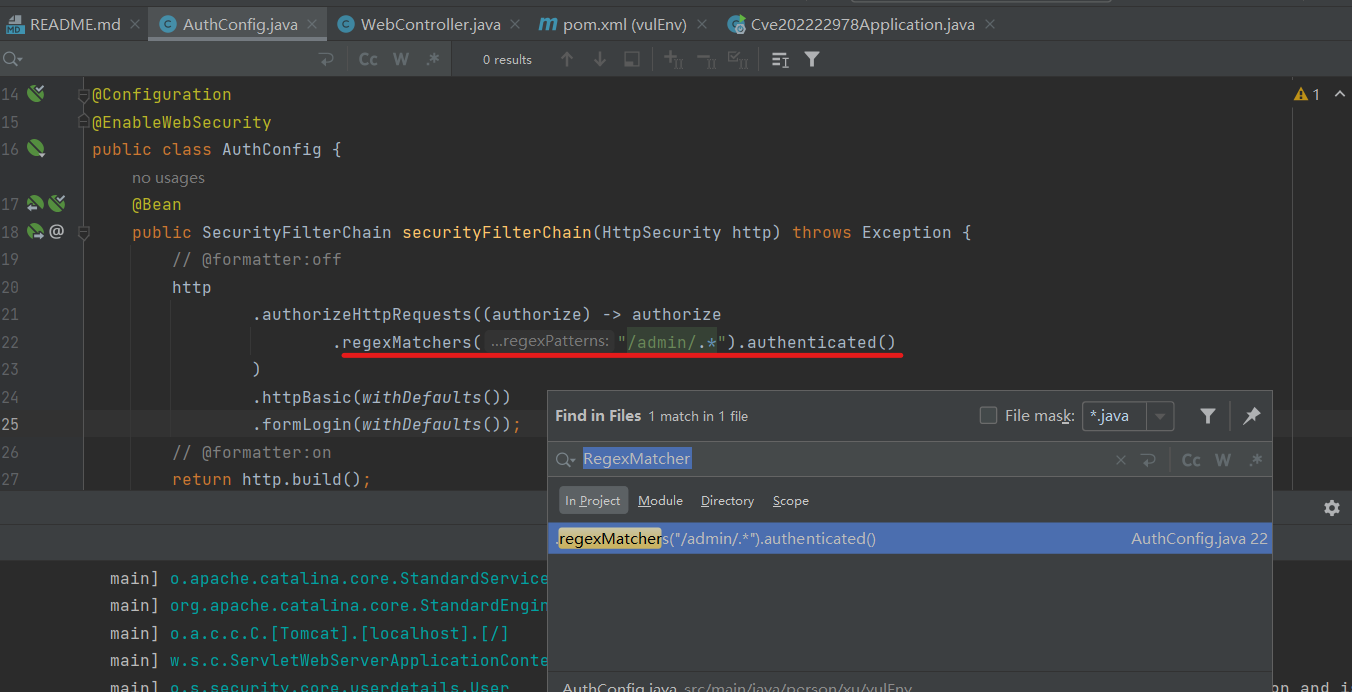 README.md AuthConfig.java WebController.java pom.xml (vulEnv) Cve202222978Application.java
Cc W .* 0 results
14 @Configuration 1
15 @EnableWebSecurity
16 public class AuthConfig {
no usages
17 @Bean
18 @ public SecurityFilterChain securityFilterChain(HttpSecurity http) throws Exception {
19 // @formatter:off
20 http
21 .authorizeHttpRequests((authorize) -> authorize
22 .regexMatchers( ...regexPatterns: "/admin/.*").authenticated()
23 )
24 .httpBasic(withDefaults())
25 .formLogin(withDefaults());
26 // @formatter:on
27 return http.build();
Find in Files 1 match in 1 file File mask: *.java
RegexMatcher Cc W .*
In Project Module Directory Scope
.regexMatchers("/admin/.*").authenticated() AuthConfig.java 22
main] o.apache.catalina.core.StandardService
main] org.apache.catalina.core.StandardEngin
main] o.a.c.c.C.[Tomcat].[localhost].[/]
main] w.s.c.ServletWebServerApplicationConte
main] o.s.security.core.userdetails.User
AuthConfig.java src/main/java/person/xu/vulEnv
on and i